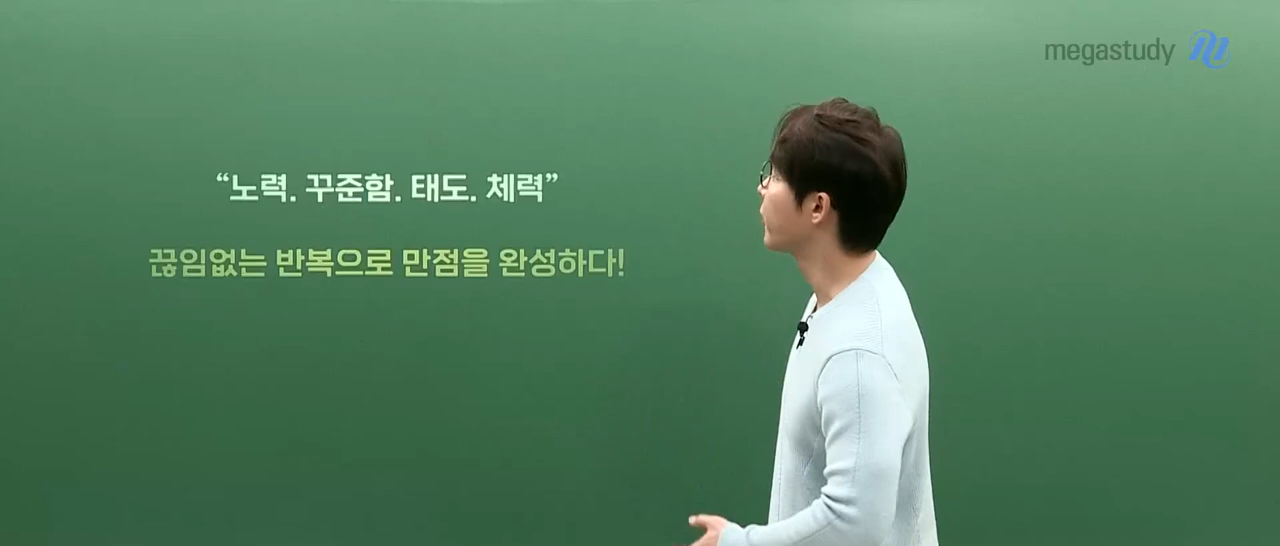 megastudy
“노력. 꾸준함. 태도. 체력”
끊임없는 반복으로 만점을 완성하다!